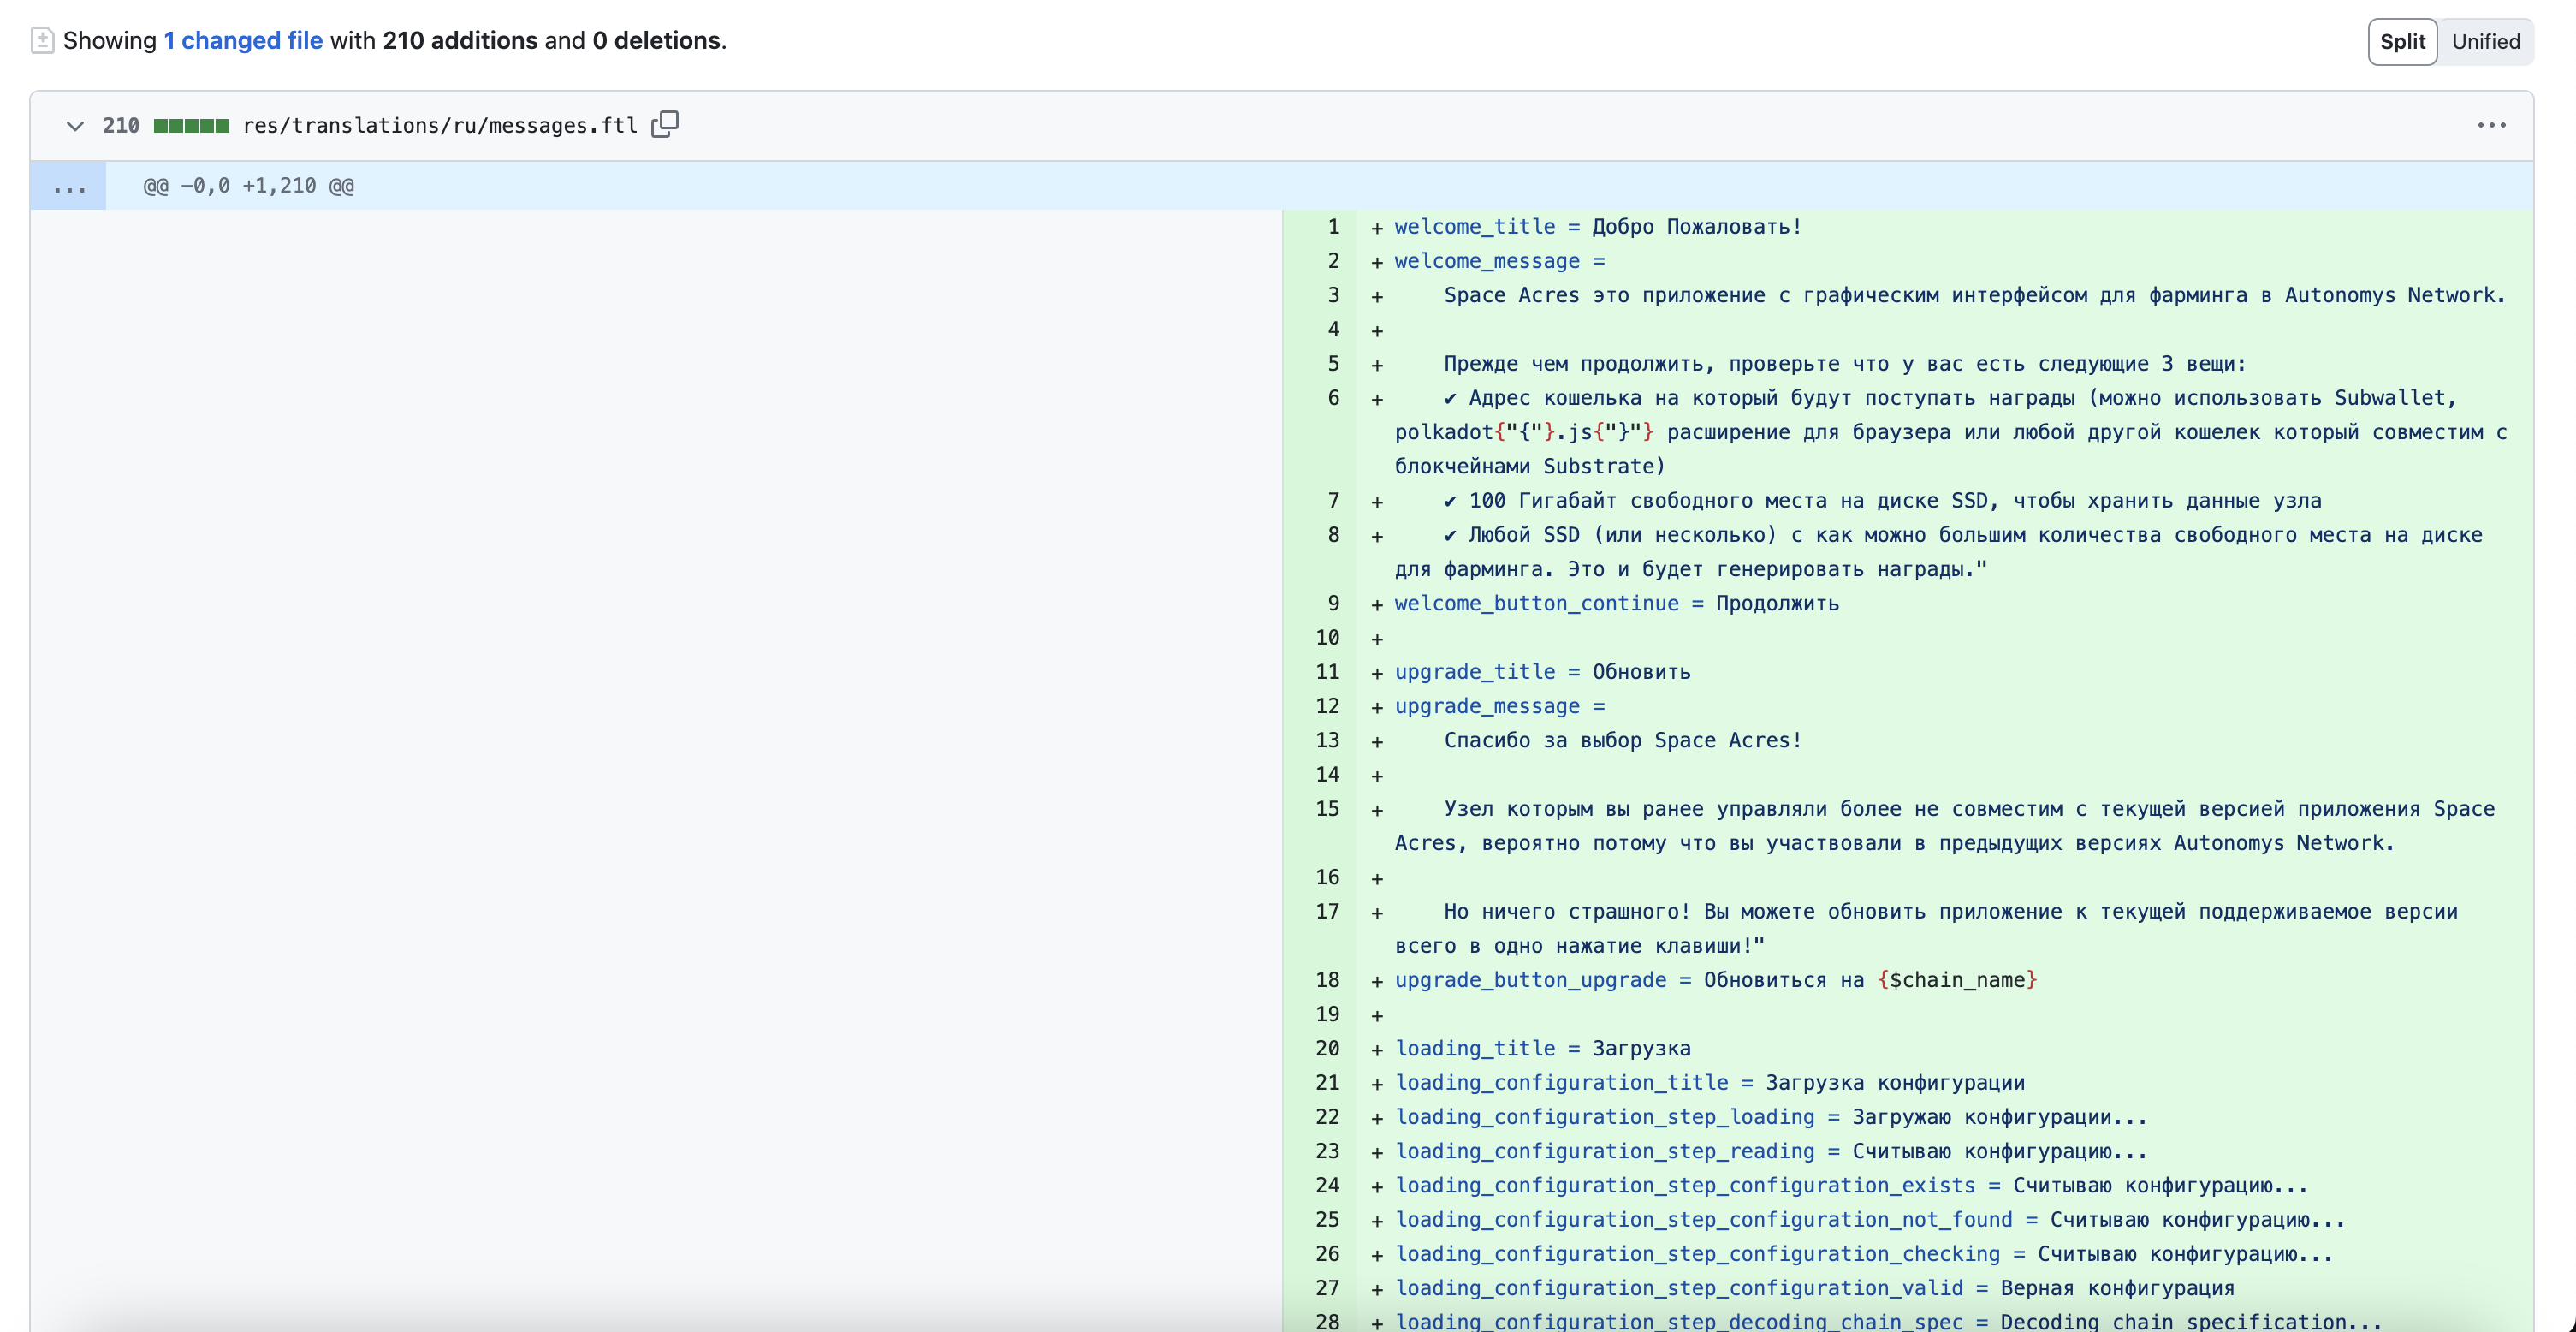 Showing 1 changed file with 210 additions and 0 deletions.
Split Unified
210 res/translations/ru/messages.ftl
... @@ -0,0 +1,210 @@
1 + welcome_title = Добро Пожаловать!
2 + welcome_message =
3 + Space Acres это приложение с графическим интерфейсом для фарминга в Autonomys Network.
4 +
5 + Прежде чем продолжить, проверьте что у вас есть следующие 3 вещи:
6 + ✔ Адрес кошелька на который будут поступать награды (можно использовать Subwallet,
polkadot{"{"}.js{"}"} расширение для браузера или любой другой кошелек который совместим с
блокчейнами Substrate)
7 + ✔ 100 Гигабайт свободного места на диске SSD, чтобы хранить данные узла
8 + ✔ Любой SSD (или несколько) с как можно большим количества свободного места на диске
для фарминга. Это и будет генерировать награды."
9 + welcome_button_continue = Продолжить
10 +
11 + upgrade_title = Обновить
12 + upgrade_message =
13 + Спасибо за выбор Space Acres!
14 +
15 + Узел которым вы ранее управляли более не совместим с текущей версией приложения Space
Acres, вероятно потому что вы участвовали в предыдущих версиях Autonomys Network.
16 +
17 + Но ничего страшного! Вы можете обновить приложение к текущей поддерживаемое версии
всего в одно нажатие клавиши!"
18 + upgrade_button_upgrade = Обновиться на {$chain_name}
19 +
20 + loading_title = Загрузка
21 + loading_configuration_title = Загрузка конфигурации
22 + loading_configuration_step_loading = Загружаю конфигурации...
23 + loading_configuration_step_reading = Считываю конфигурацию...
24 + loading_configuration_step_configuration_exists = Считываю конфигурацию...
25 + loading_configuration_step_configuration_not_found = Считываю конфигурацию...
26 + loading_configuration_step_configuration_checking = Считываю конфигурацию...
27 + loading_configuration_step_configuration_valid = Верная конфигурация
28 + loading_configuration_step_decoding_chain_spec = Decoding chain specification...